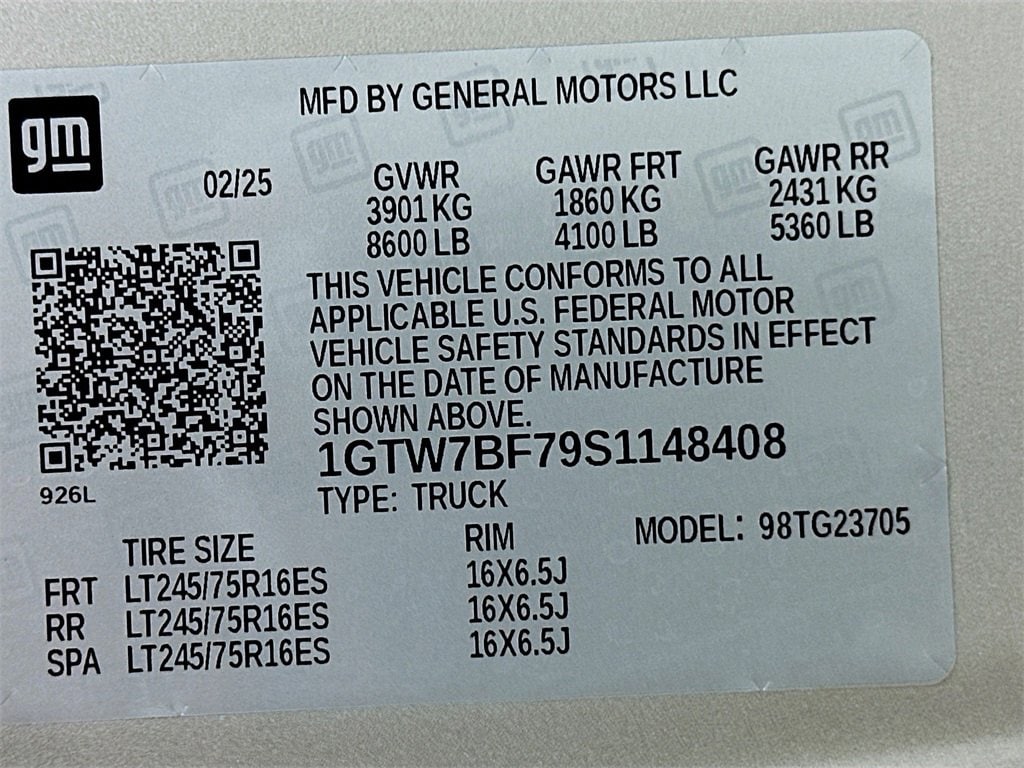 MFD BY GENERAL MOTORS LLC
gm
02/25 GVWR GAWR FRT GAWR RR
3901 KG 1860 KG 2431 KG
8600 LB 4100 LB 5360 LB
THIS VEHICLE CONFORMS TO ALL
APPLICABLE U.S. FEDERAL MOTOR
VEHICLE SAFETY STANDARDS IN EFFECT
ON THE DATE OF MANUFACTURE
SHOWN ABOVE.
1GTW7BF79S1148408
926L
TYPE: TRUCK
TIRE SIZE RIM MODEL: 98TG23705
FRT LT245/75R16ES 16X6.5J
RR LT245/75R16ES 16X6.5J
SPA LT245/75R16ES 16X6.5J